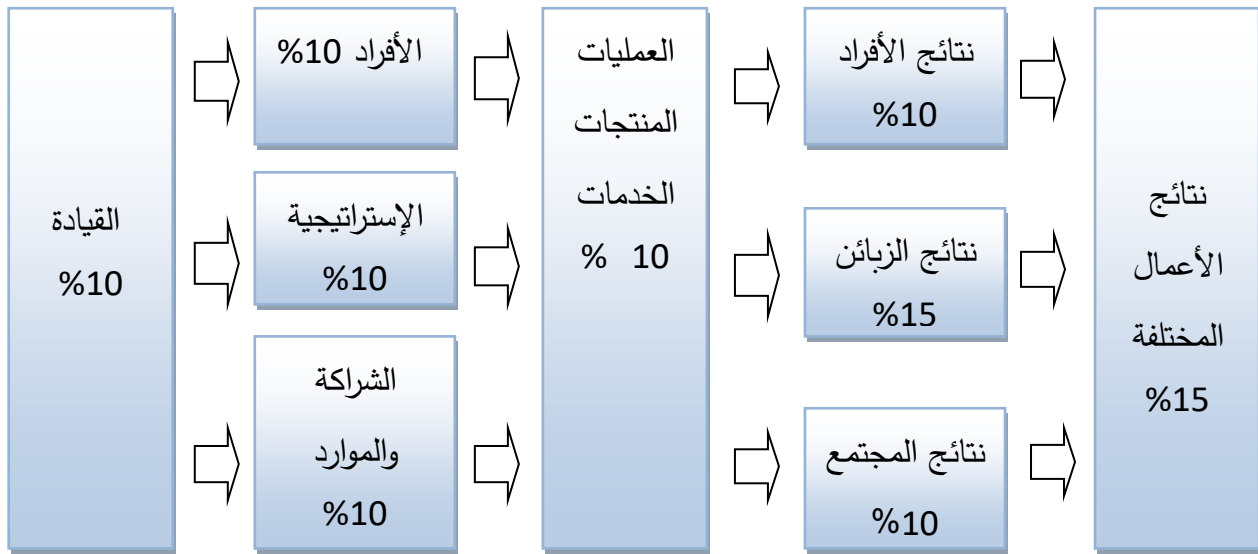 القيادة
%10
الأفراد 10%
الإستراتيجية
%10
الشراكة
والموارد
%10
العمليات
المنتجات
الخدمات
% 10
نتائج الأفراد
%10
نتائج الزبائن
%15
نتائج المجتمع
%10
نتائج
الأعمال
المختلفة
%15